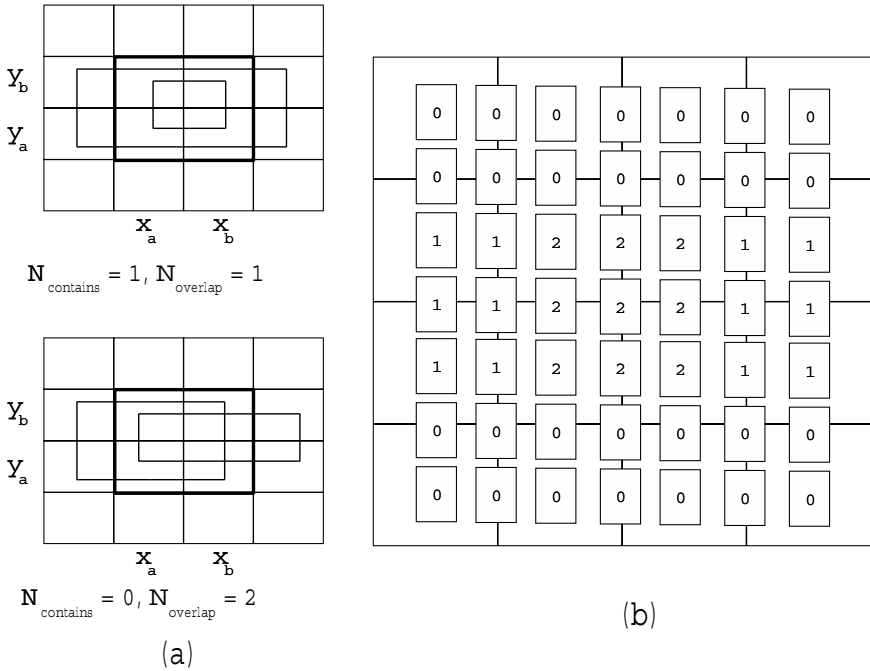 y_b
y_a
x_a x_b
N_contains = 1, N_overlap = 1
y_b
y_a
x_a x_b
N_contains = 0, N_overlap = 2
(a)
0 0 0 0 0 0 0
0 0 0 0 0 0 0
1 1 2 2 2 1 1
1 1 2 2 2 1 1
1 1 2 2 2 1 1
0 0 0 0 0 0 0
0 0 0 0 0 0 0
(b)